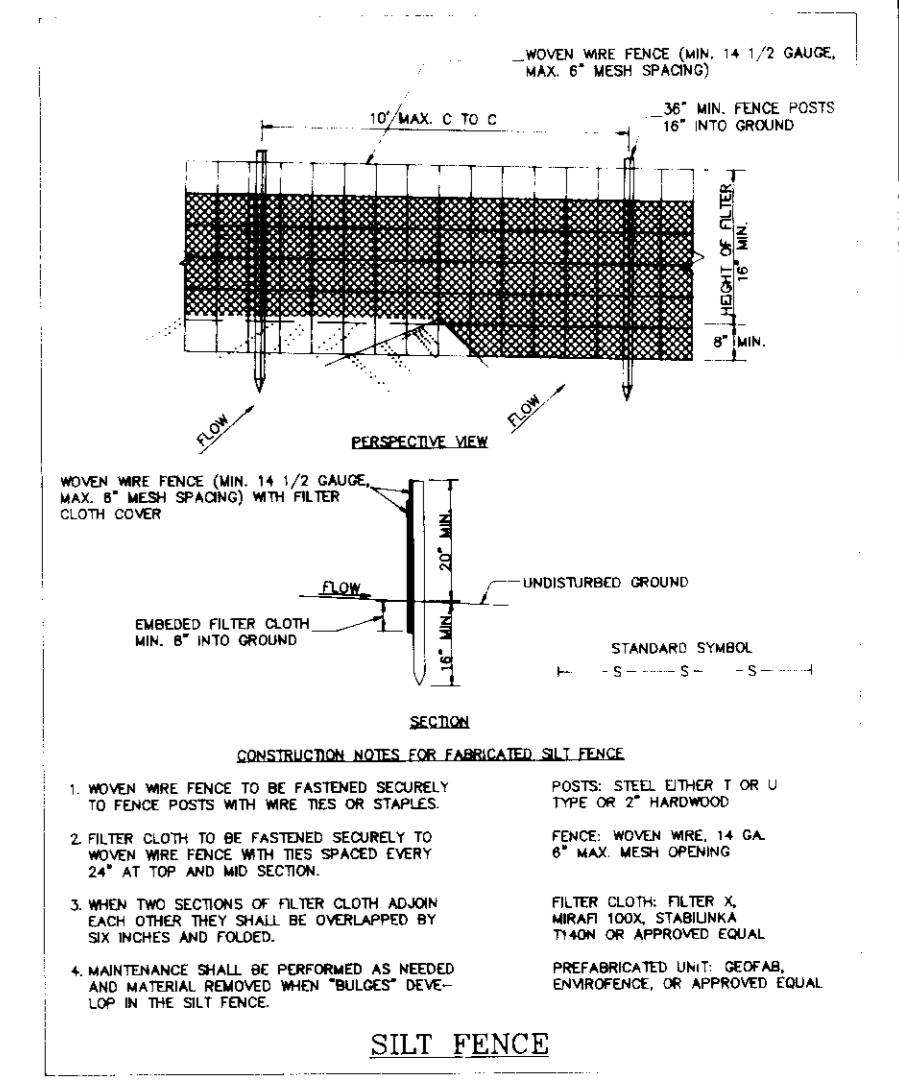 WOVEN WIRE FENCE (MIN. 14 1/2 GAUGE,
MAX. 6" MESH SPACING)
10' MAX. C TO C
36" MIN. FENCE POSTS
16" INTO GROUND
HEIGHT OF FILTER
16" MIN.
8" MIN.
FLOW
FLOW
PERSPECTIVE VIEW
WOVEN WIRE FENCE (MIN. 14 1/2 GAUGE,
MAX. 6" MESH SPACING) WITH FILTER
CLOTH COVER
20" MIN.
FLOW
UNDISTURBED GROUND
EMBEDED FILTER CLOTH
MIN. 8" INTO GROUND
16" MIN.
STANDARD SYMBOL
S S S
SECTION
CONSTRUCTION NOTES FOR FABRICATED SILT FENCE
1. WOVEN WIRE FENCE TO BE FASTENED SECURELY
TO FENCE POSTS WITH WIRE TIES OR STAPLES.
2. FILTER CLOTH TO BE FASTENED SECURELY TO
WOVEN WIRE FENCE WITH TIES SPACED EVERY
24" AT TOP AND MID SECTION.
3. WHEN TWO SECTIONS OF FILTER CLOTH ADJOIN
EACH OTHER THEY SHALL BE OVERLAPPED BY
SIX INCHES AND FOLDED.
4. MAINTENANCE SHALL BE PERFORMED AS NEEDED
AND MATERIAL REMOVED WHEN "BULGES" DEVE-
LOP IN THE SILT FENCE.
POSTS: STEEL EITHER T OR U
TYPE OR 2" HARDWOOD
FENCE: WOVEN WIRE, 14 GA.
6" MAX. MESH OPENING
FILTER CLOTH: FILTER X,
MIRAFI 100X, STABILINKA
T140N OR APPROVED EQUAL
PREFABRICATED UNIT: GEOFAB,
ENVIROFENCE, OR APPROVED EQUAL
SILT FENCE